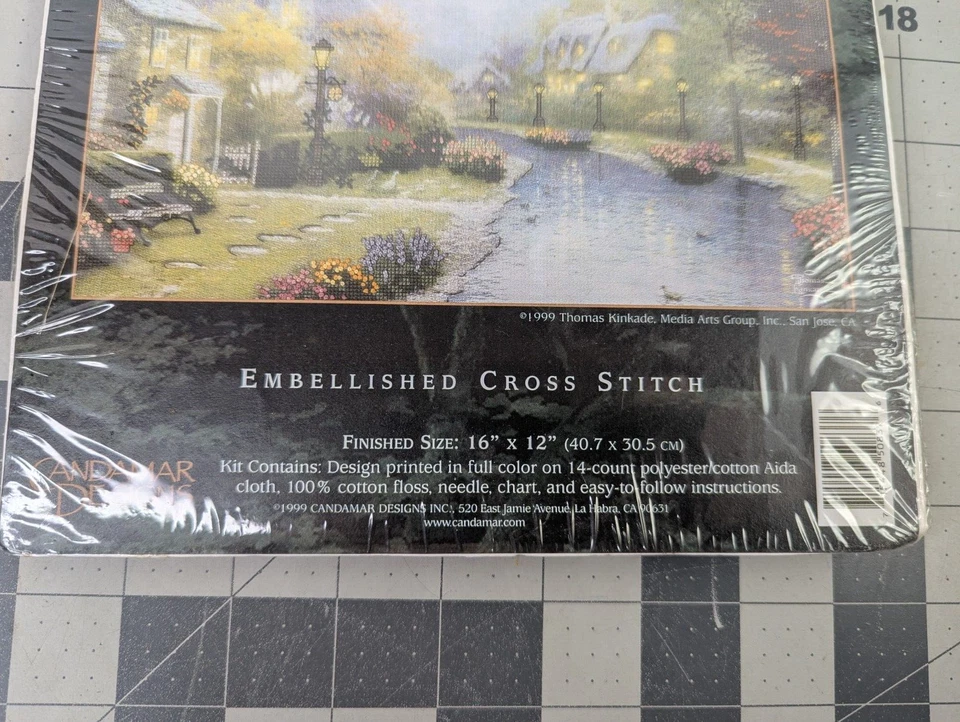 18
©1999 Thomas Kinkade, Media Arts Group, Inc., San Jose, CA
EMBELLISHED CROSS STITCH
FINISHED SIZE: 16" X 12" (40.7 X 30.5 CM)
CANDAMAR
DESIGNS
Kit Contains: Design printed in full color on 14-count polyester/cotton Aida
cloth, 100% cotton floss, needle, chart, and easy-to-follow instructions.
©1999 CANDAMAR DESIGNS INC., 520 East Jamie Avenue, La Habra, CA 90631
www.candamar.com